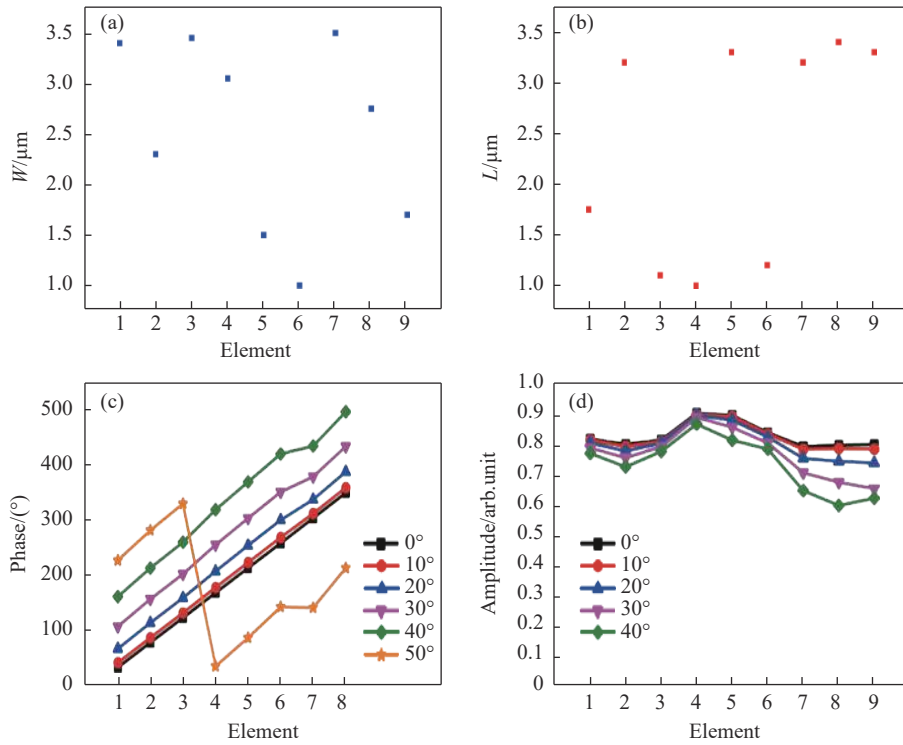 (a)
3.5
3.0
2.5
2.0
1.5
1.0
W/μm
1 2 3 4 5 6 7 8 9
Element
(b)
3.5
3.0
2.5
2.0
1.5
1.0
L/μm
1 2 3 4 5 6 7 8 9
Element
(c)
500
400
300
200
100
0
Phase/(°)
0°
10°
20°
30°
40°
50°
1 2 3 4 5 6 7 8
Element
(d)
1.0
0.9
0.8
0.7
0.6
0.5
0.4
0.3
0.2
0.1
0
Amplitude/arb.unit
0°
10°
20°
30°
40°
1 2 3 4 5 6 7 8 9
Element